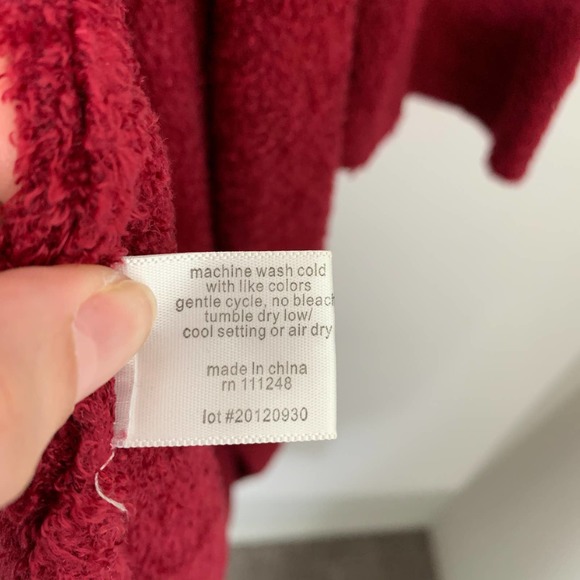 machine wash cold
with like colors
gentle cycle, no bleach
tumble dry low/
cool setting or air dry
made in china
rn 111248
lot #20120930